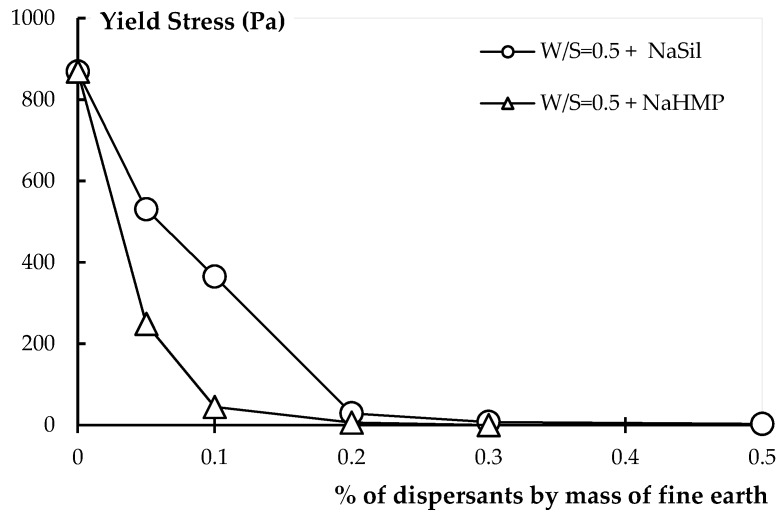 1000
Yield Stress (Pa)
W/S=0.5 + NaSil
800
W/S=0.5 + NaHMP
600
400
200
0
0 0.1 0.2 0.3 0.4 0.5
% of dispersants by mass of fine earth